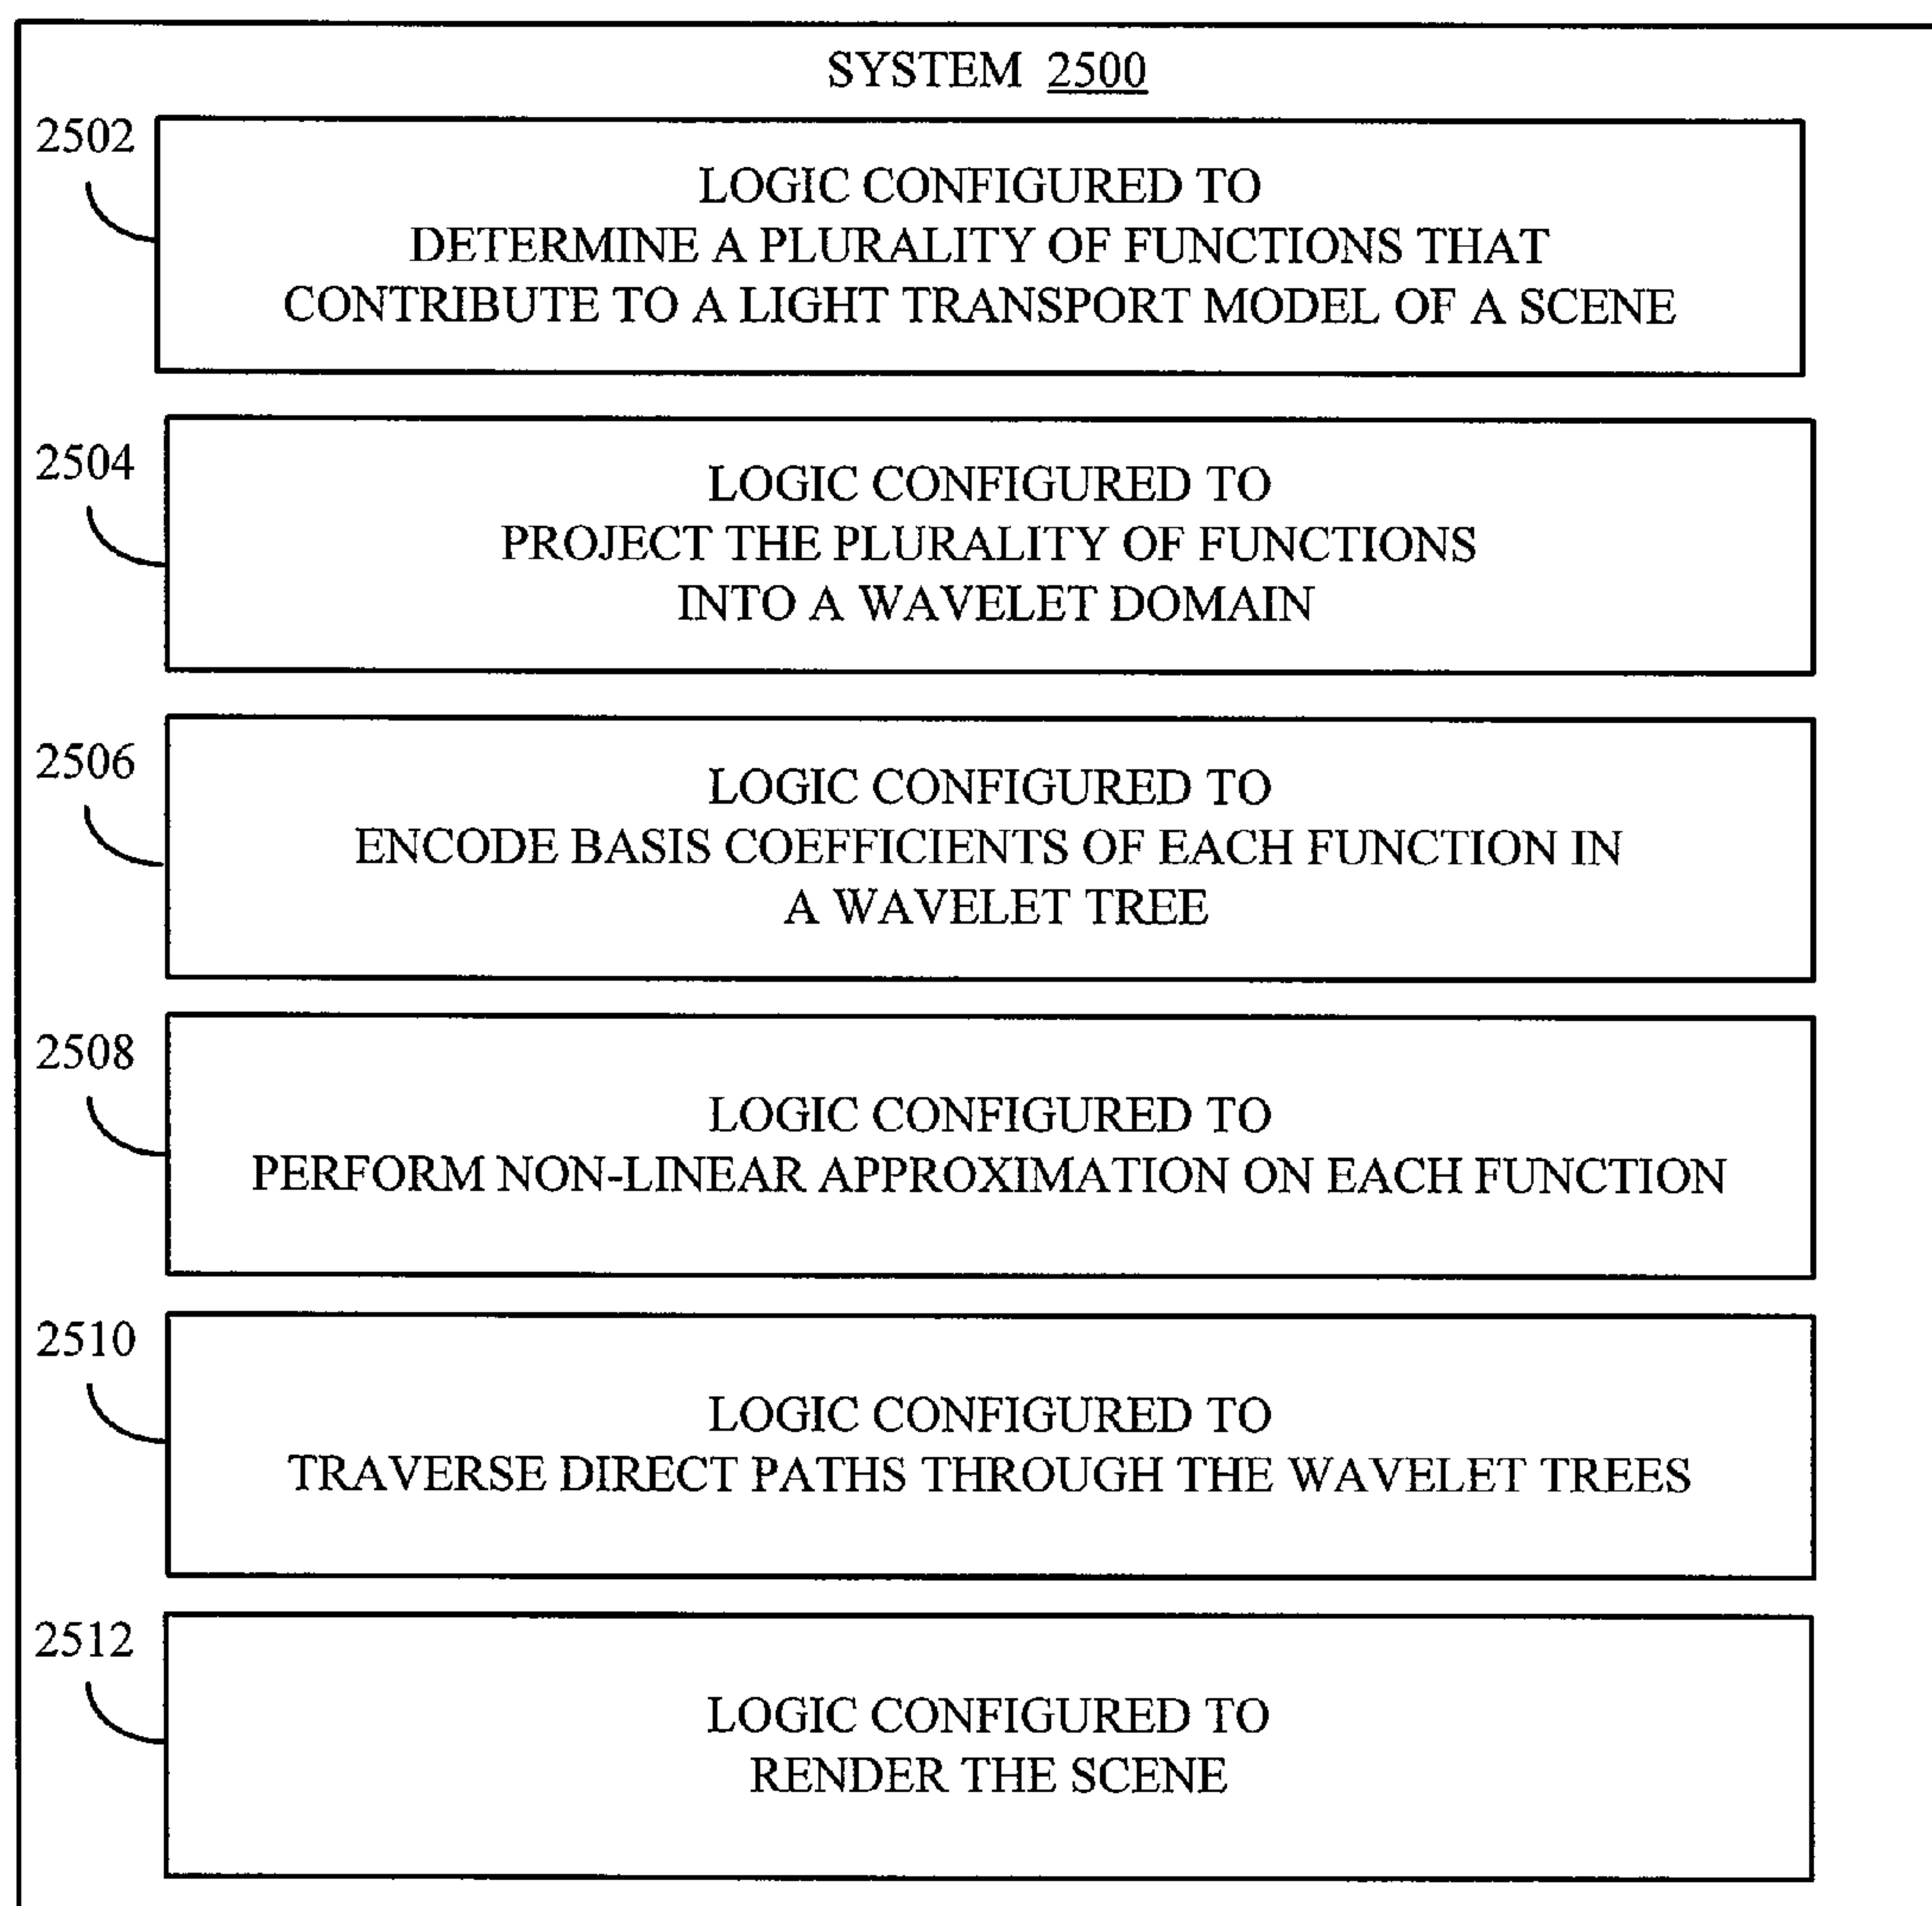 SYSTEM 2500
2502
LOGIC CONFIGURED TO
DETERMINE A PLURALITY OF FUNCTIONS THAT
CONTRIBUTE TO A LIGHT TRANSPORT MODEL OF A SCENE
2504
LOGIC CONFIGURED TO
PROJECT THE PLURALITY OF FUNCTIONS
INTO A WAVELET DOMAIN
2506
LOGIC CONFIGURED TO
ENCODE BASIS COEFFICIENTS OF EACH FUNCTION IN
A WAVELET TREE
2508
LOGIC CONFIGURED TO
PERFORM NON-LINEAR APPROXIMATION ON EACH FUNCTION
2510
LOGIC CONFIGURED TO
TRAVERSE DIRECT PATHS THROUGH THE WAVELET TREES
2512
LOGIC CONFIGURED TO
RENDER THE SCENE